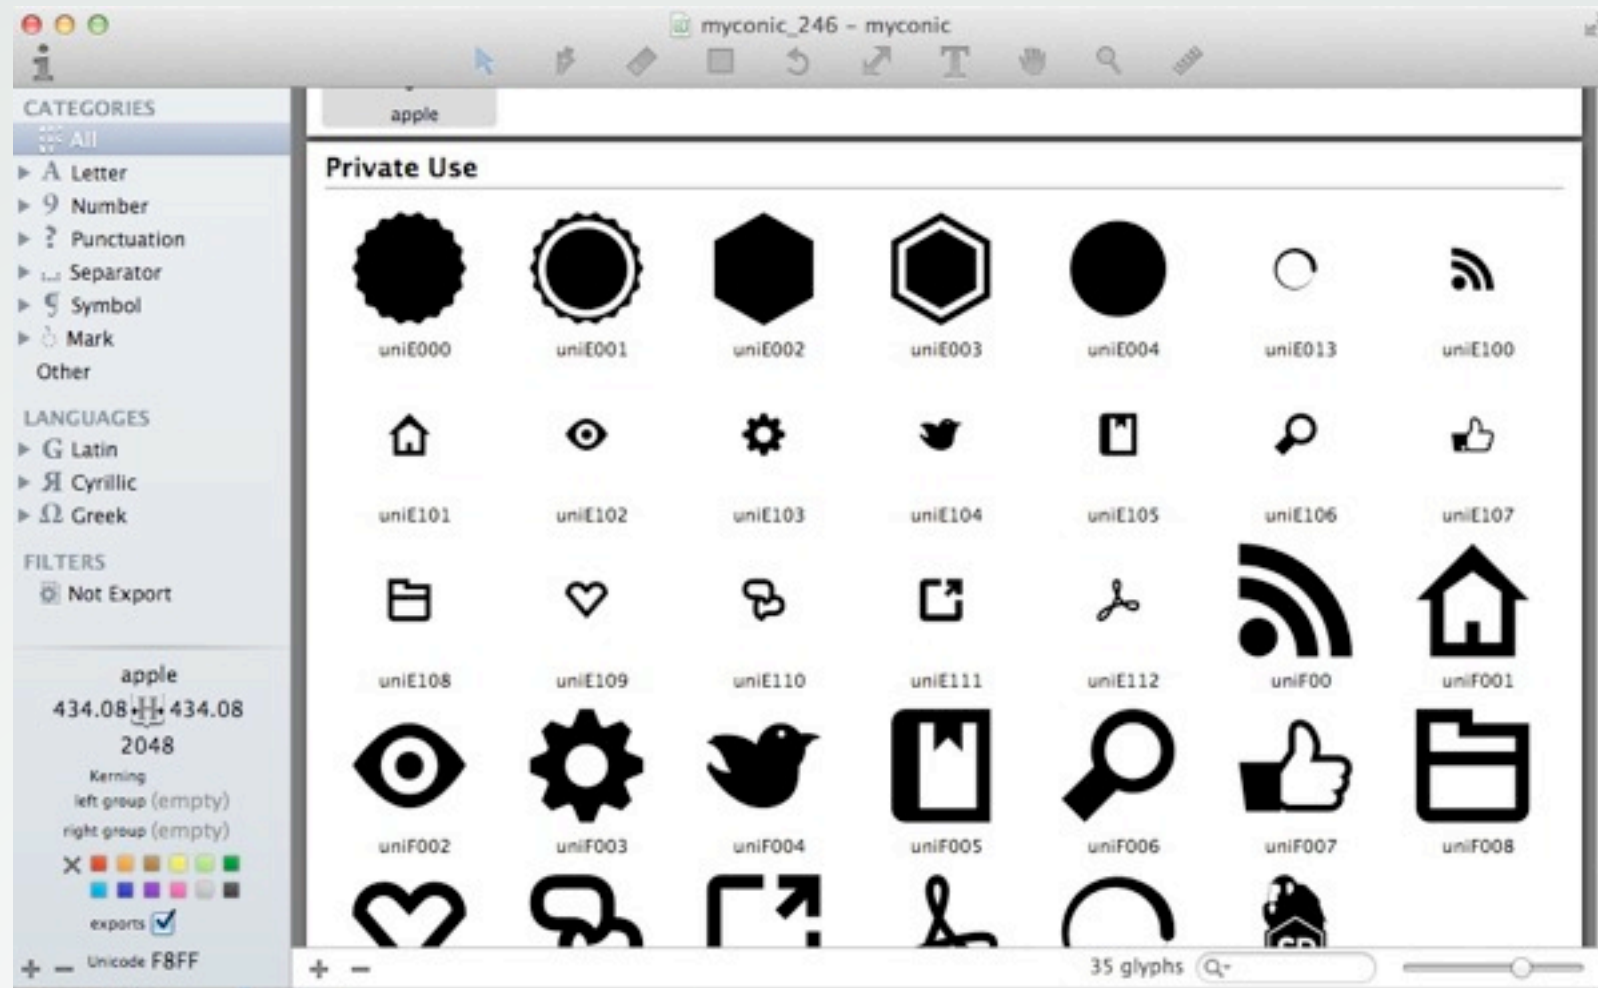 myconic_246 – myconic
CATEGORIES
All
Letter
Number
Punctuation
Separator
Symbol
Mark
Other
LANGUAGES
Latin
Cyrillic
Greek
FILTERS
Not Export
apple
434.08 H 434.08
2048
Kerning
left group (empty)
right group (empty)
exports
Unicode F8FF
apple
Private Use
uniE000 uniE001 uniE002 uniE003 uniE004 uniE013 uniE100
uniE101 uniE102 uniE103 uniE104 uniE105 uniE106 uniE107
uniE108 uniE109 uniE110 uniE111 uniE112 uniF00 uniF001
uniF002 uniF003 uniF004 uniF005 uniF006 uniF007 uniF008
35 glyphs